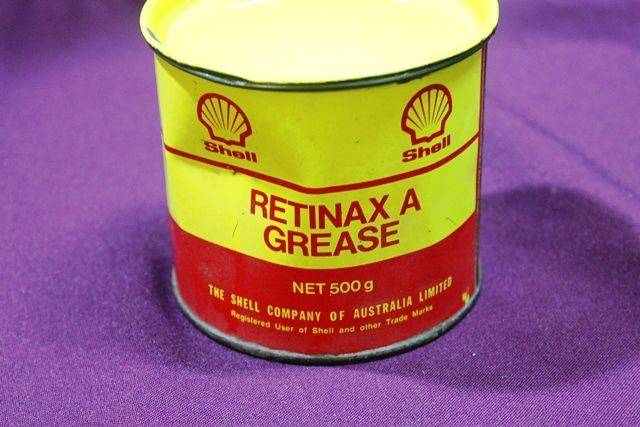 Shell Shell
RETINAX A
GREASE
NET 500 g
THE SHELL COMPANY OF AUSTRALIA LIMITED
Registered User of Shell and other Trade Marks